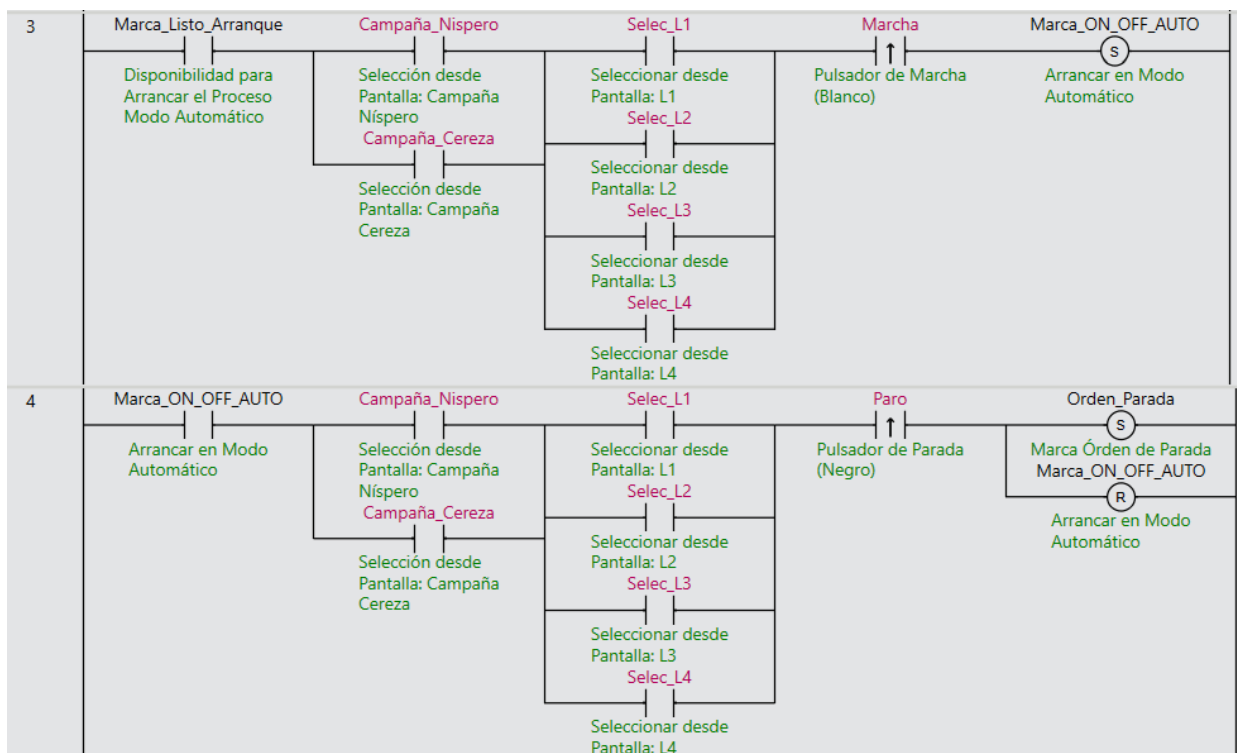 3
Marca_Listo_Arranque
Campaña_Nispero
Selec_L1
Marcha
Marca_ON_OFF_AUTO
S
Disponibilidad para
Arrancar el Proceso
Modo Automático
Selección desde
Pantalla: Campaña
Níspero
Campaña_Cereza
Selección desde
Pantalla: Campaña
Cereza
Seleccionar desde
Pantalla: L1
Selec_L2
Seleccionar desde
Pantalla: L2
Selec_L3
Seleccionar desde
Pantalla: L3
Selec_L4
Seleccionar desde
Pantalla: L4
Pulsador de Marcha
(Blanco)
Arrancar en Modo
Automático
4
Marca_ON_OFF_AUTO
Campaña_Nispero
Selec_L1
Paro
Orden_Parada
S
Arrancar en Modo
Automático
Selección desde
Pantalla: Campaña
Níspero
Campaña_Cereza
Selección desde
Pantalla: Campaña
Cereza
Seleccionar desde
Pantalla: L1
Selec_L2
Seleccionar desde
Pantalla: L2
Selec_L3
Seleccionar desde
Pantalla: L3
Selec_L4
Seleccionar desde
Pantalla: L4
Pulsador de Parada
(Negro)
Marca Órden de Parada
Marca_ON_OFF_AUTO
R
Arrancar en Modo
Automático